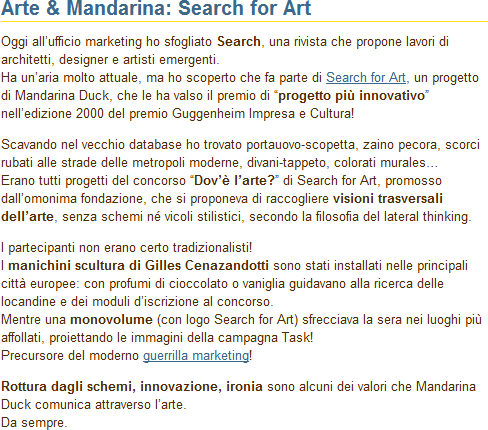 Arte & Mandarina: Search for Art
Oggi all’ufficio marketing ho sfogliato Search, una rivista che propone lavori di
architetti, designer e artisti emergenti.
Ha un’aria molto attuale, ma ho scoperto che fa parte di Search for Art, un progetto
di Mandarina Duck, che le ha valso il premio di “progetto più innovativo”
nell’edizione 2000 del premio Guggenheim Impresa e Cultura!
Scavando nel vecchio database ho trovato portauovo-scopetta, zaino pecora, scorci
rubati alle strade delle metropoli moderne, divani-tappeto, colorati murales…
Erano tutti progetti del concorso “Dov’è l’arte?” di Search for Art, promosso
dall’omonima fondazione, che si proponeva di raccogliere visioni trasversali
dell’arte, senza schemi né vicoli stilistici, secondo la filosofia del lateral thinking.
I partecipanti non erano certo tradizionalisti!
I manichini scultura di Gilles Cenazandotti sono stati installati nelle principali
città europee: con profumi di cioccolato o vaniglia guidavano alla ricerca delle
locandine e dei moduli d’iscrizione al concorso.
Mentre una monovolume (con logo Search for Art) sfrecciava la sera nei luoghi più
affollati, proiettando le immagini della campagna Task!
Precursore del moderno guerrilla marketing!
Rottura dagli schemi, innovazione, ironia sono alcuni dei valori che Mandarina
Duck comunica attraverso l’arte.
Da sempre.